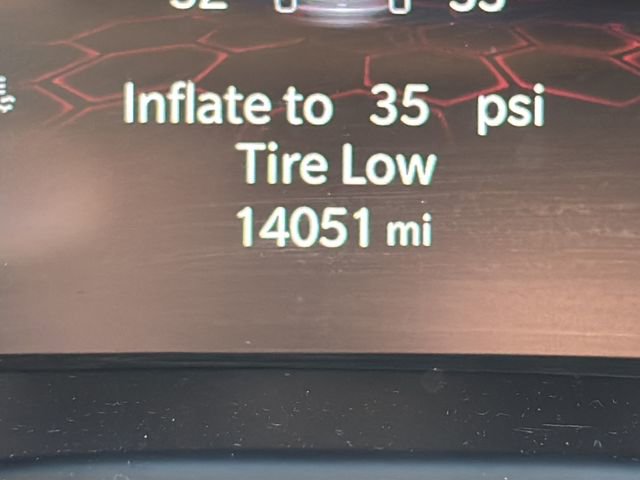 Inflate to 35 psi
Tire Low
14051 mi